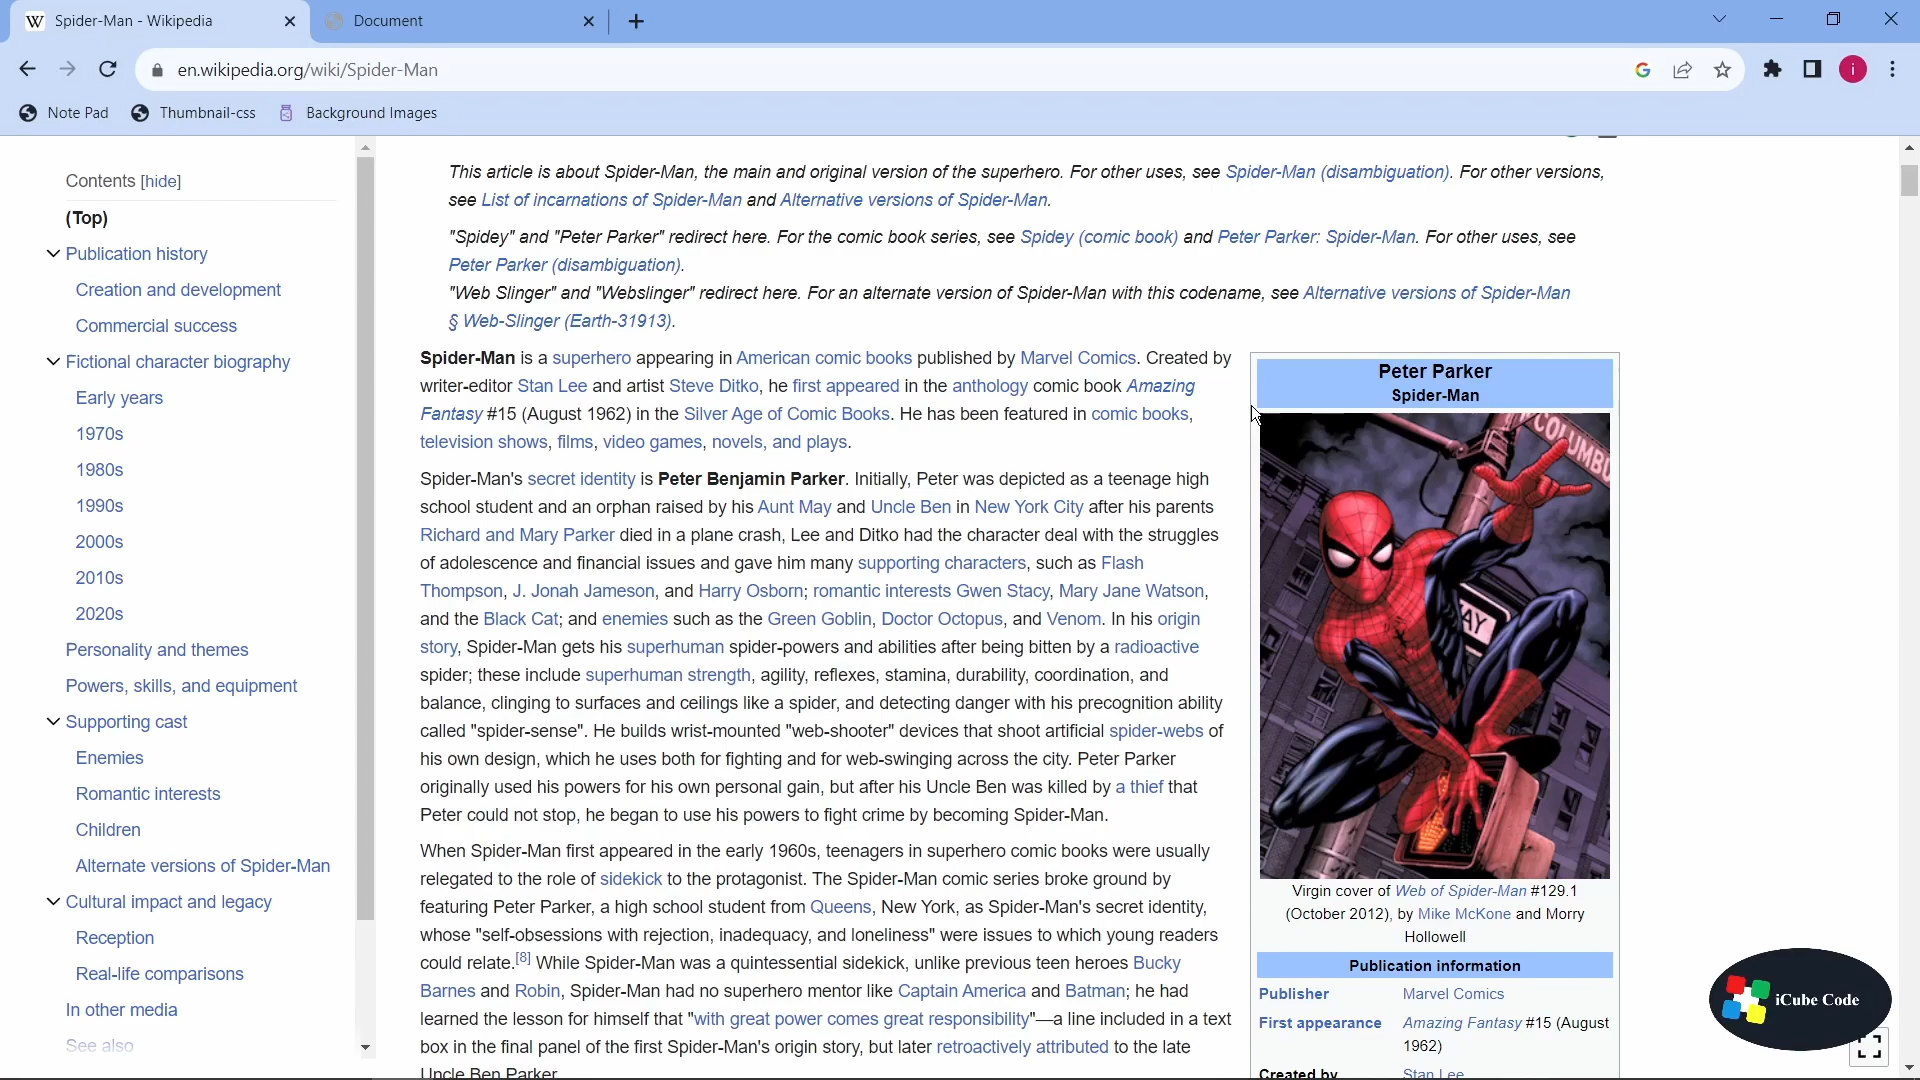 Spider-Man - Wikipedia
Document
en.wikipedia.org/wiki/Spider-Man
i
Note Pad
Thumbnail-css
Background Images
Contents [hide]
(Top)
Publication history
Creation and development
Commercial success
Fictional character biography
Early years
1970s
1980s
1990s
2000s
2010s
2020s
Personality and themes
Powers, skills, and equipment
Supporting cast
Enemies
Romantic interests
Children
Alternate versions of Spider-Man
Cultural impact and legacy
Reception
Real-life comparisons
In other media
See also
This article is about Spider-Man, the main and original version of the superhero. For other uses, see Spider-Man (disambiguation). For other versions,
see List of incarnations of Spider-Man and Alternative versions of Spider-Man.
"Spidey" and "Peter Parker" redirect here. For the comic book series, see Spidey (comic book) and Peter Parker: Spider-Man. For other uses, see
Peter Parker (disambiguation).
"Web Slinger" and "Webslinger" redirect here. For an alternate version of Spider-Man with this codename, see Alternative versions of Spider-Man
§ Web-Slinger (Earth-31913).
Spider-Man is a superhero appearing in American comic books published by Marvel Comics. Created by
writer-editor Stan Lee and artist Steve Ditko, he first appeared in the anthology comic book Amazing
Fantasy #15 (August 1962) in the Silver Age of Comic Books. He has been featured in comic books,
television shows, films, video games, novels, and plays.
Spider-Man's secret identity is Peter Benjamin Parker. Initially, Peter was depicted as a teenage high
school student and an orphan raised by his Aunt May and Uncle Ben in New York City after his parents
Richard and Mary Parker died in a plane crash, Lee and Ditko had the character deal with the struggles
of adolescence and financial issues and gave him many supporting characters, such as Flash
Thompson, J. Jonah Jameson, and Harry Osborn; romantic interests Gwen Stacy, Mary Jane Watson,
and the Black Cat; and enemies such as the Green Goblin, Doctor Octopus, and Venom. In his origin
story, Spider-Man gets his superhuman spider-powers and abilities after being bitten by a radioactive
spider; these include superhuman strength, agility, reflexes, stamina, durability, coordination, and
balance, clinging to surfaces and ceilings like a spider, and detecting danger with his precognition ability
called "spider-sense". He builds wrist-mounted "web-shooter" devices that shoot artificial spider-webs of
his own design, which he uses both for fighting and for web-swinging across the city. Peter Parker
originally used his powers for his own personal gain, but after his Uncle Ben was killed by a thief that
Peter could not stop, he began to use his powers to fight crime by becoming Spider-Man.
When Spider-Man first appeared in the early 1960s, teenagers in superhero comic books were usually
relegated to the role of sidekick to the protagonist. The Spider-Man comic series broke ground by
featuring Peter Parker, a high school student from Queens, New York, as Spider-Man's secret identity,
whose "self-obsessions with rejection, inadequacy, and loneliness" were issues to which young readers
could relate.[8] While Spider-Man was a quintessential sidekick, unlike previous teen heroes Bucky
Barnes and Robin, Spider-Man had no superhero mentor like Captain America and Batman; he had
learned the lesson for himself that "with great power comes great responsibility"—a line included in a text
box in the final panel of the first Spider-Man's origin story, but later retroactively attributed to the late
Uncle Ben Parker.
Peter Parker
Spider-Man
COLUMBU
AY
Virgin cover of Web of Spider-Man #129.1
(October 2012), by Mike McKone and Morry
Hollowell
Publication information
Publisher Marvel Comics
First appearance Amazing Fantasy #15 (August
1962)
Created by Stan Lee
iCube Code